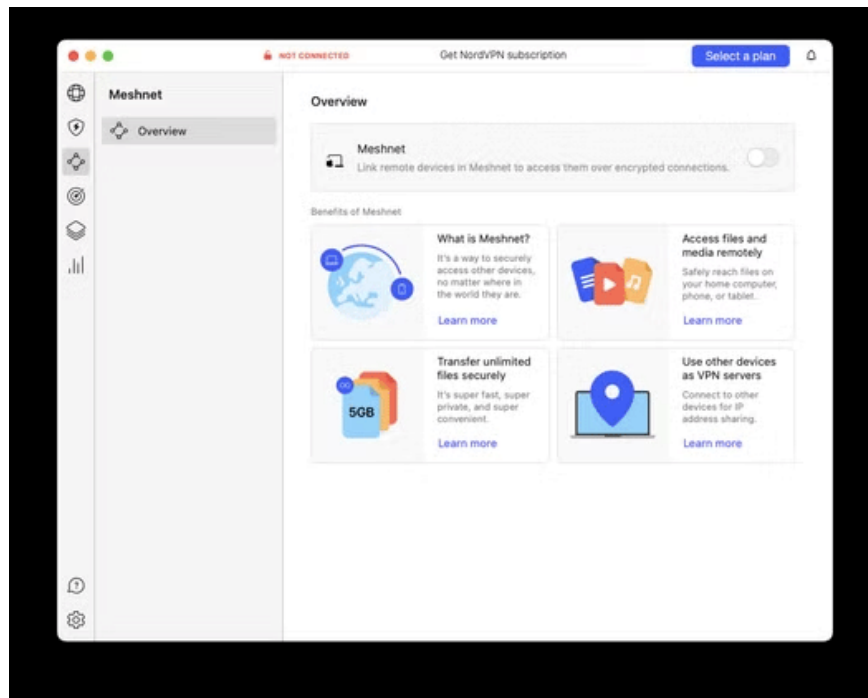 NOT CONNECTED
Get NordVPN subscription
Select a plan
Meshnet
Overview
Overview
Meshnet
Link remote devices in Meshnet to access them over encrypted connections.
Benefits of Meshnet
What is Meshnet?
It's a way to securely
access other devices,
no matter where in
the world they are.
Learn more
Access files and
media remotely
Safely reach files on
your home computer,
phone, or tablet.
Learn more
5GB
Transfer unlimited
files securely
It's super fast, super
private, and super
convenient.
Learn more
Use other devices
as VPN servers
Connect to other
devices for IP
address sharing.
Learn more